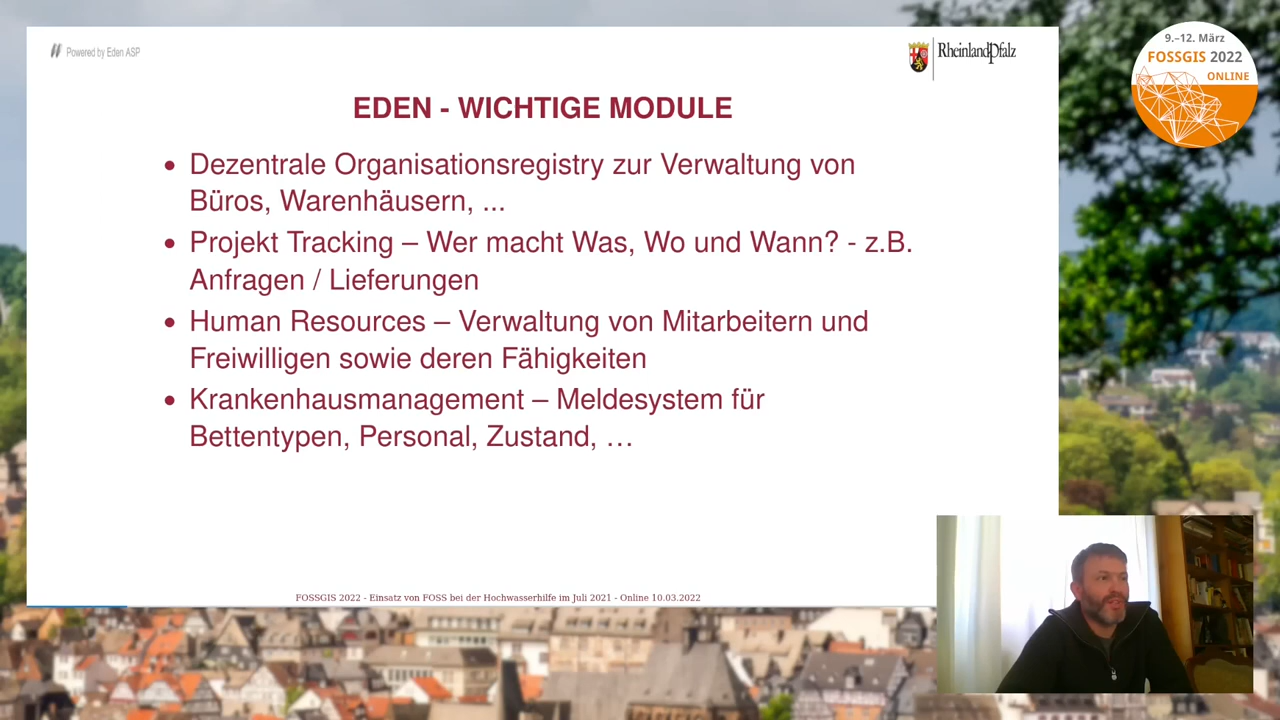 Powered by Eden ASP
RheinlandPfalz
9.–12. März
FOSSGIS 2022
ONLINE
EDEN - WICHTIGE MODULE
• Dezentrale Organisationsregistry zur Verwaltung von
Büros, Warenhäusern, ...
• Projekt Tracking – Wer macht Was, Wo und Wann? - z.B.
Anfragen / Lieferungen
• Human Resources – Verwaltung von Mitarbeitern und
Freiwilligen sowie deren Fähigkeiten
• Krankenhausmanagement – Meldesystem für
Bettentypen, Personal, Zustand, …
FOSSGIS 2022 - Einsatz von FOSS bei der Hochwasserhilfe im Juli 2021 - Online 10.03.2022